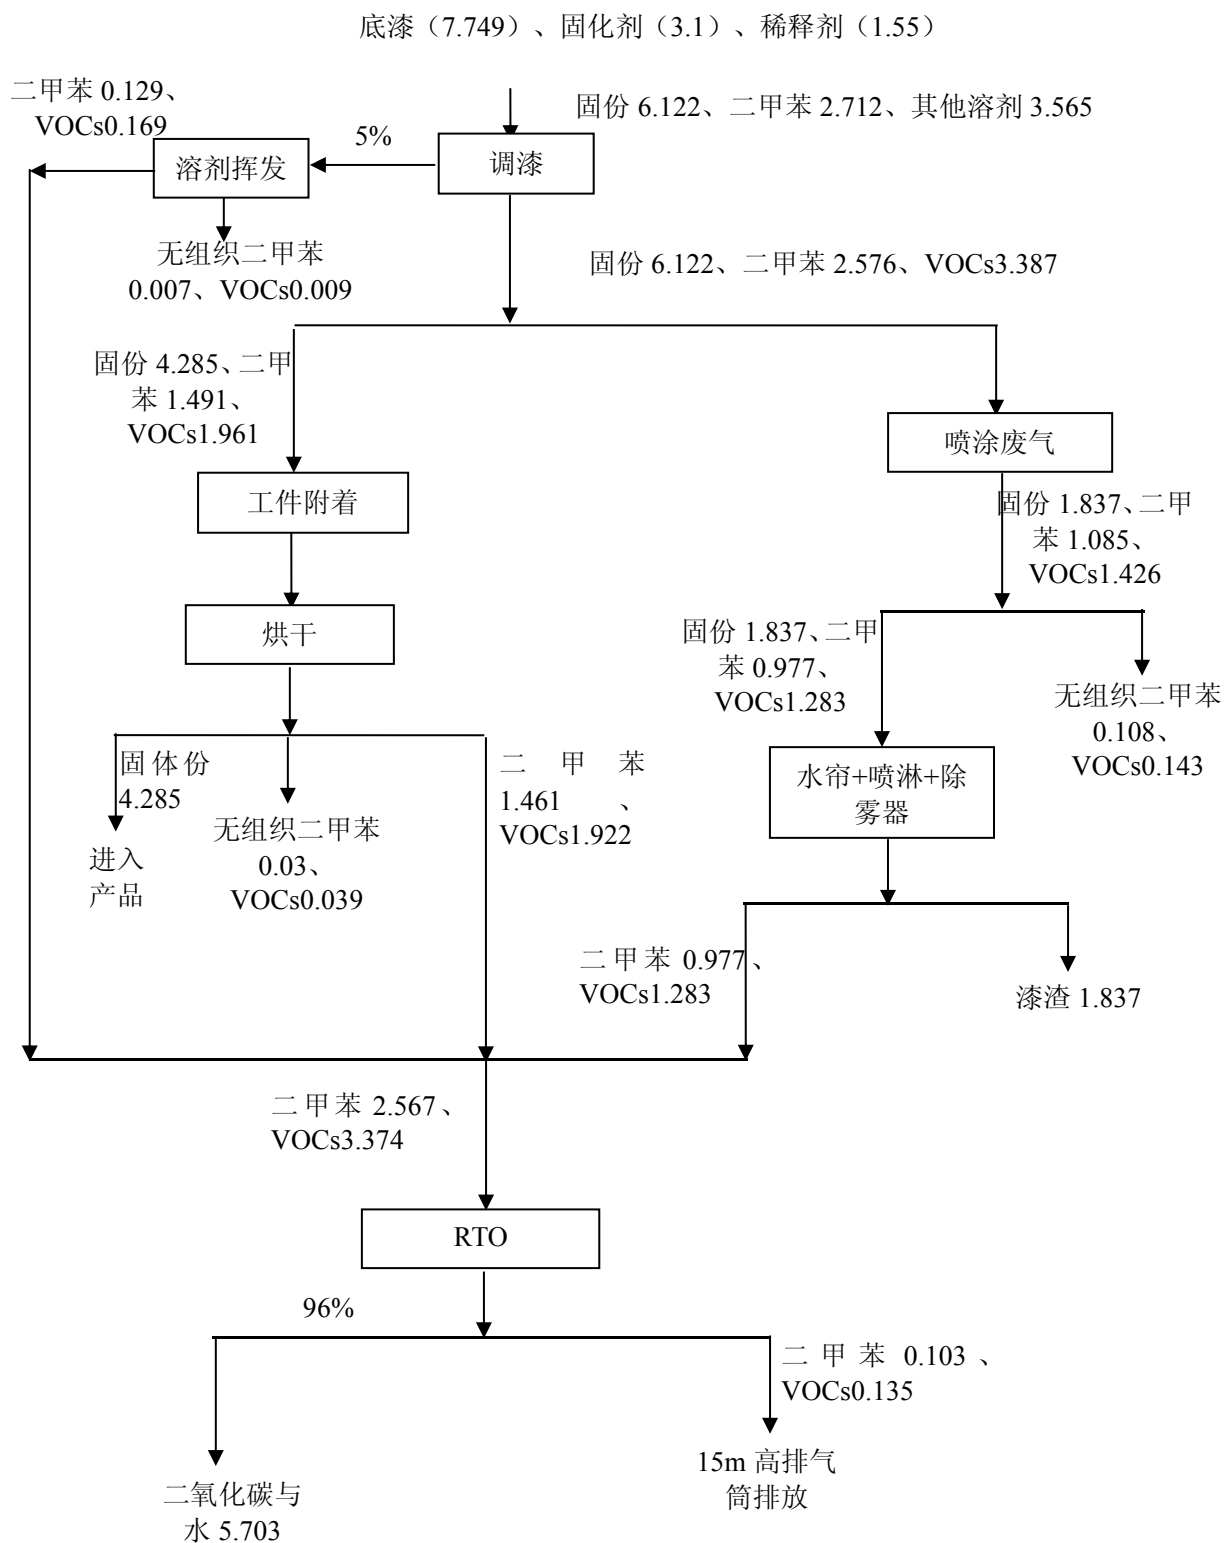 底漆（7.749）、固化剂（3.1）、稀释剂（1.55）
二甲苯 0.129、
VOCs0.169
固份 6.122、二甲苯 2.712、其他溶剂 3.565
5%
溶剂挥发
调漆
无组织二甲苯
0.007、VOCs0.009
固份 6.122、二甲苯 2.576、VOCs3.387
固份 4.285、二甲
苯 1.491、
VOCs1.961
喷涂废气
工件附着
固份 1.837、二甲
苯 1.085、
VOCs1.426
烘干
固份 1.837、二甲
苯 0.977、
VOCs1.283
无组织二甲苯
0.108、
VOCs0.143
固体份
4.285
二甲苯
1.461、
VOCs1.922
水帘+喷淋+除
雾器
无组织二甲苯
0.03、
VOCs0.039
进入
产品
二甲苯 0.977、
VOCs1.283
漆渣 1.837
二甲苯 2.567、
VOCs3.374
RTO
96%
二甲苯 0.103、
VOCs0.135
15m 高排气
筒排放
二氧化碳与
水 5.703